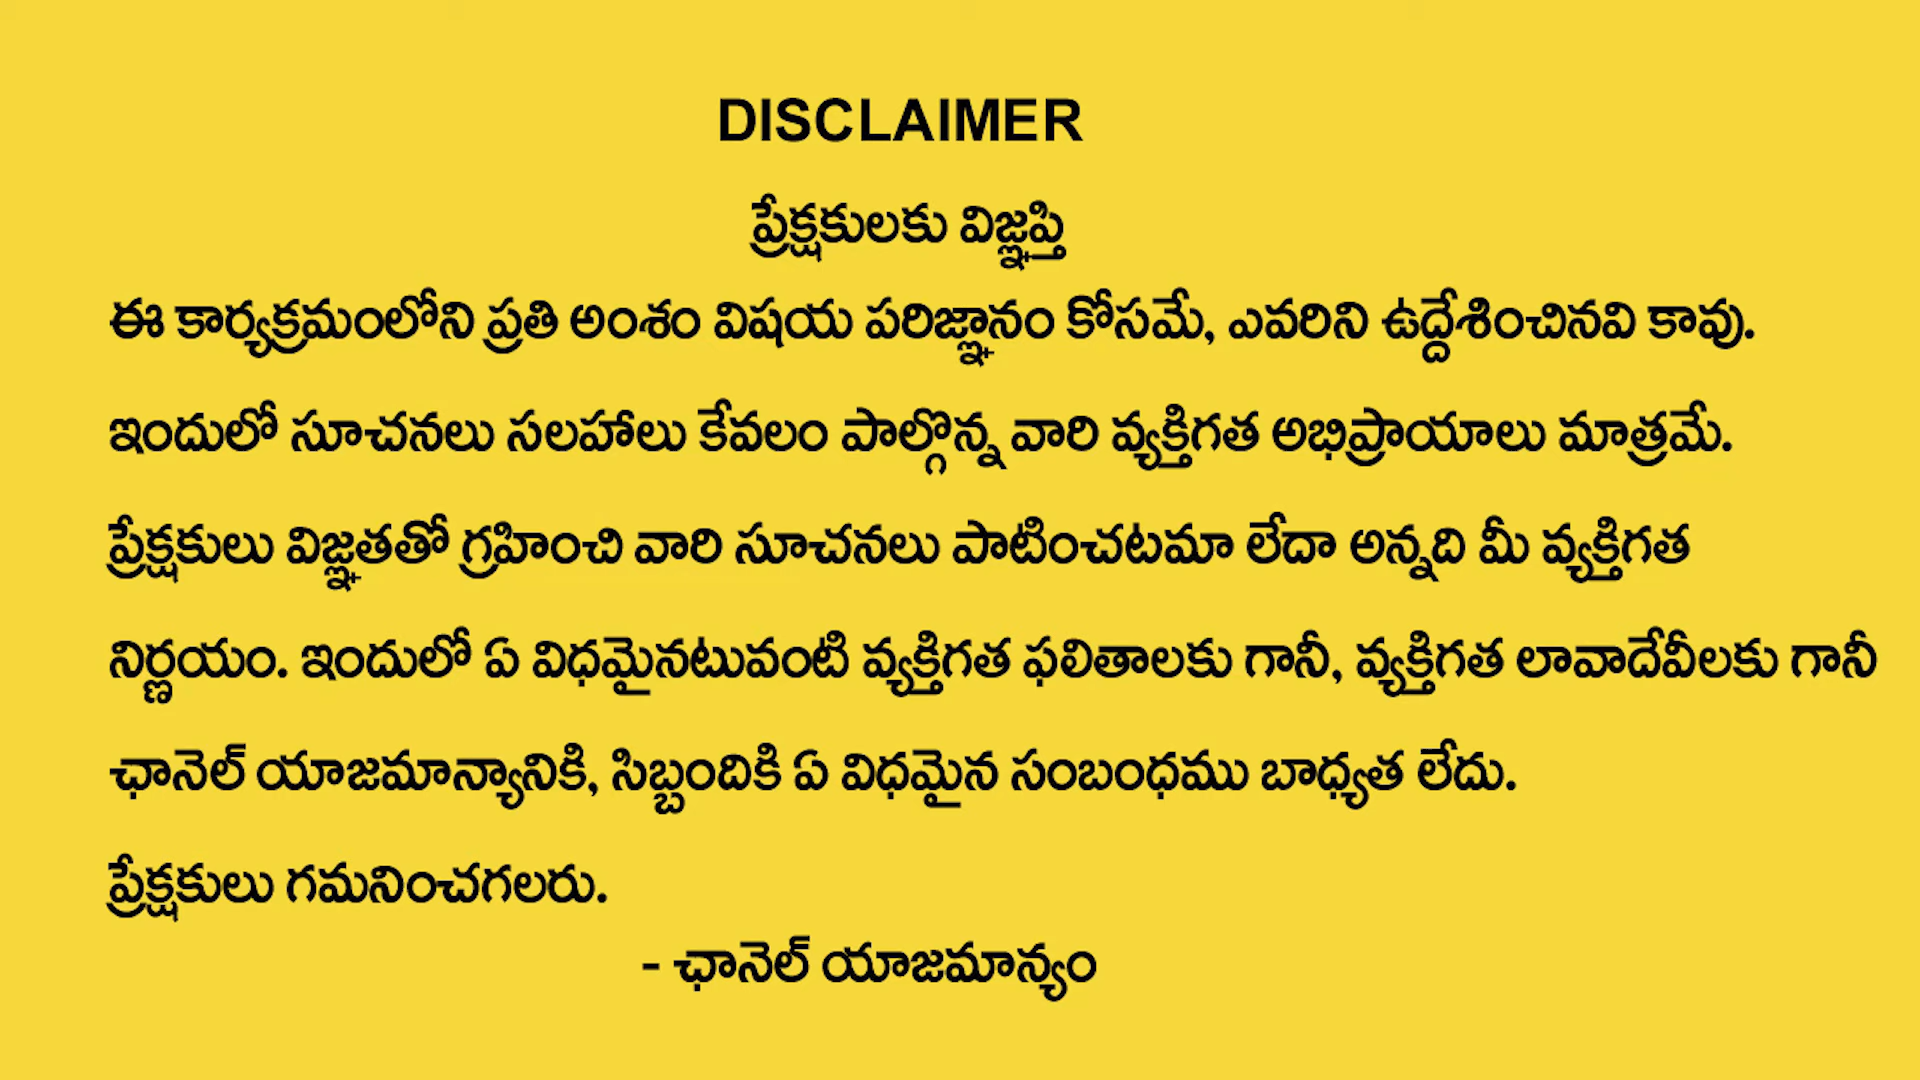 DISCLAIMER
ప్రేక్షకులకు విజ్ఞప్తి
ఈ కార్యక్రమంలోని ప్రతి అంశం విషయ పరిజ్ఞానం కోసమే, ఎవరిని ఉద్దేశించినవి కావు.
ఇందులో సూచనలు సలహాలు కేవలం పాల్గొన్న వారి వ్యక్తిగత అభిప్రాయాలు మాత్రమే.
ప్రేక్షకులు విజ్ఞతతో గ్రహించి వారి సూచనలు పాటించటమా లేదా అన్నది మీ వ్యక్తిగత
నిర్ణయం. ఇందులో ఏ విధమైనటువంటి వ్యక్తిగత ఫలితాలకు గానీ, వ్యక్తిగత లావాదేవీలకు గానీ
ఛానెల్ యాజమాన్యానికి, సిబ్బందికి ఏ విధమైన సంబంధము బాధ్యత లేదు.
ప్రేక్షకులు గమనించగలరు.
- ఛానెల్ యాజమాన్యం